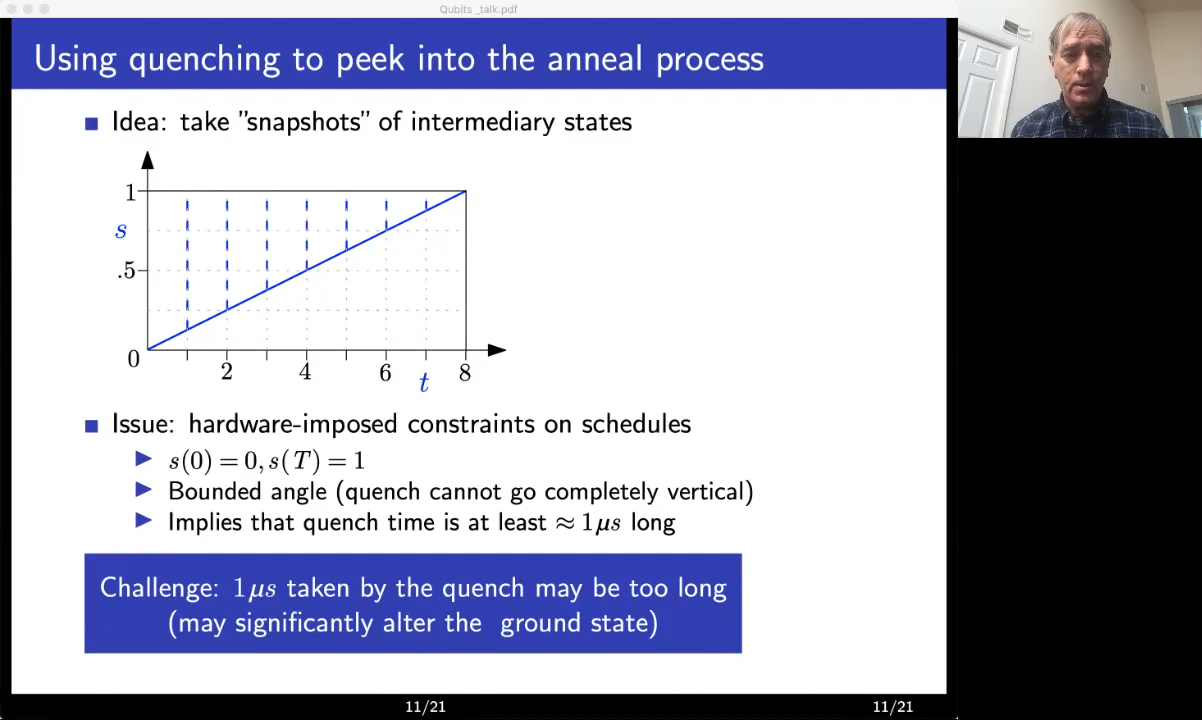 Qubits _talk.pdf
Using quenching to peek into the anneal process
Idea: take "snapshots" of intermediary states
1
s
.5
0
2
4
6
t
8
Issue: hardware-imposed constraints on schedules
s(0) = 0, s(T) = 1
Bounded angle (quench cannot go completely vertical)
Implies that quench time is at least ≈ 1μs long
Challenge: 1μs taken by the quench may be too long
(may significantly alter the ground state)
11/21
11/21